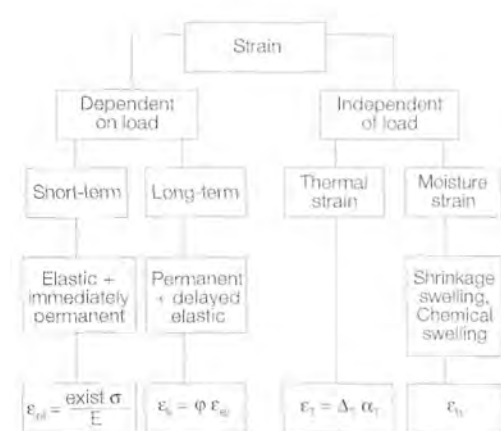 Strain
Dependent
on load
Independent
of load
Short-term
Long-term
Thermal
strain
Moisture
strain
Elastic +
immediately
permanent
Permanent
+ delayed
elastic
Shrinkage
swelling,
Chemical
swelling
exist σ
E